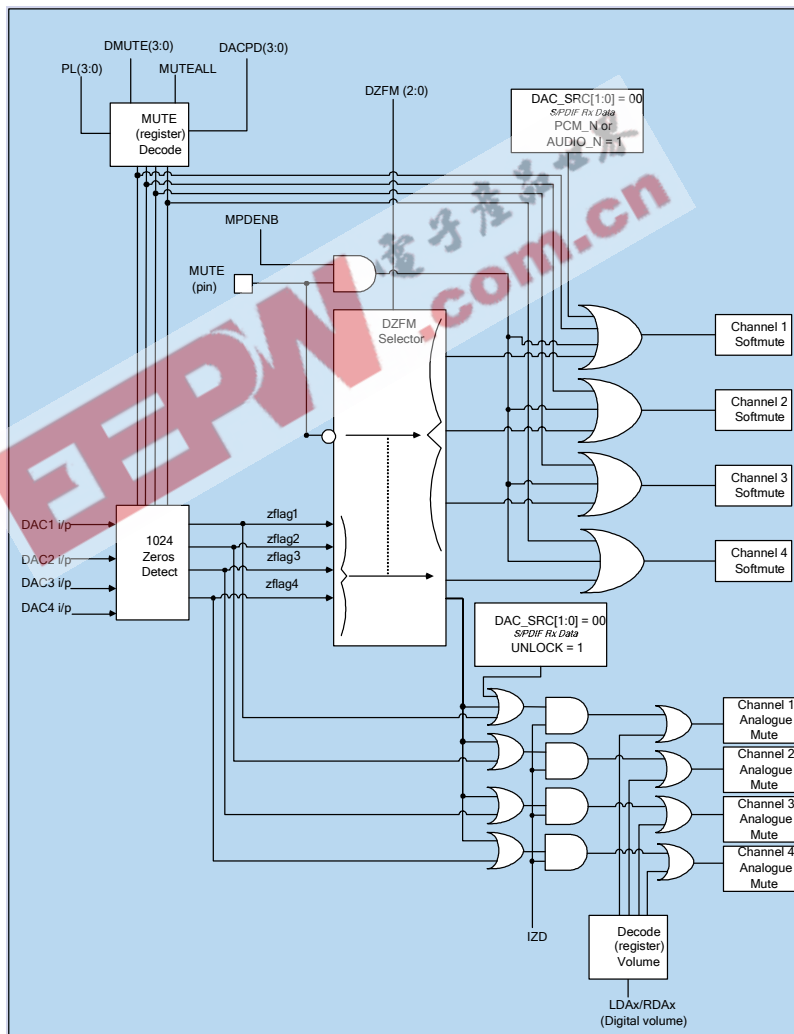 DMUTE(3:0)
DACPD(3:0)
PL(3:0)
MUTEALL
DZFM (2:0)
MUTE
(register)
Decode
DAC_SRC[1:0] = 00
S/PDIF Rx Data
PCM_N or
AUDIO_N = 1
MPDENB
MUTE
(pin)
DZFM
Selector
Channel 1
Softmute
Channel 2
Softmute
Channel 3
Softmute
Channel 4
Softmute
DAC1 i/p
DAC2 i/p
DAC3 i/p
DAC4 i/p
1024
Zeros
Detect
zflag1
zflag2
zflag3
zflag4
DAC_SRC[1:0] = 00
S/PDIF Rx Data
UNLOCK = 1
Channel 1
Analogue
Mute
Channel 2
Analogue
Mute
Channel 3
Analogue
Mute
Channel 4
Analogue
Mute
IZD
Decode
(register)
Volume
LDAx/RDAx
(Digital volume)
EEPW.com.cn
電子產品世界